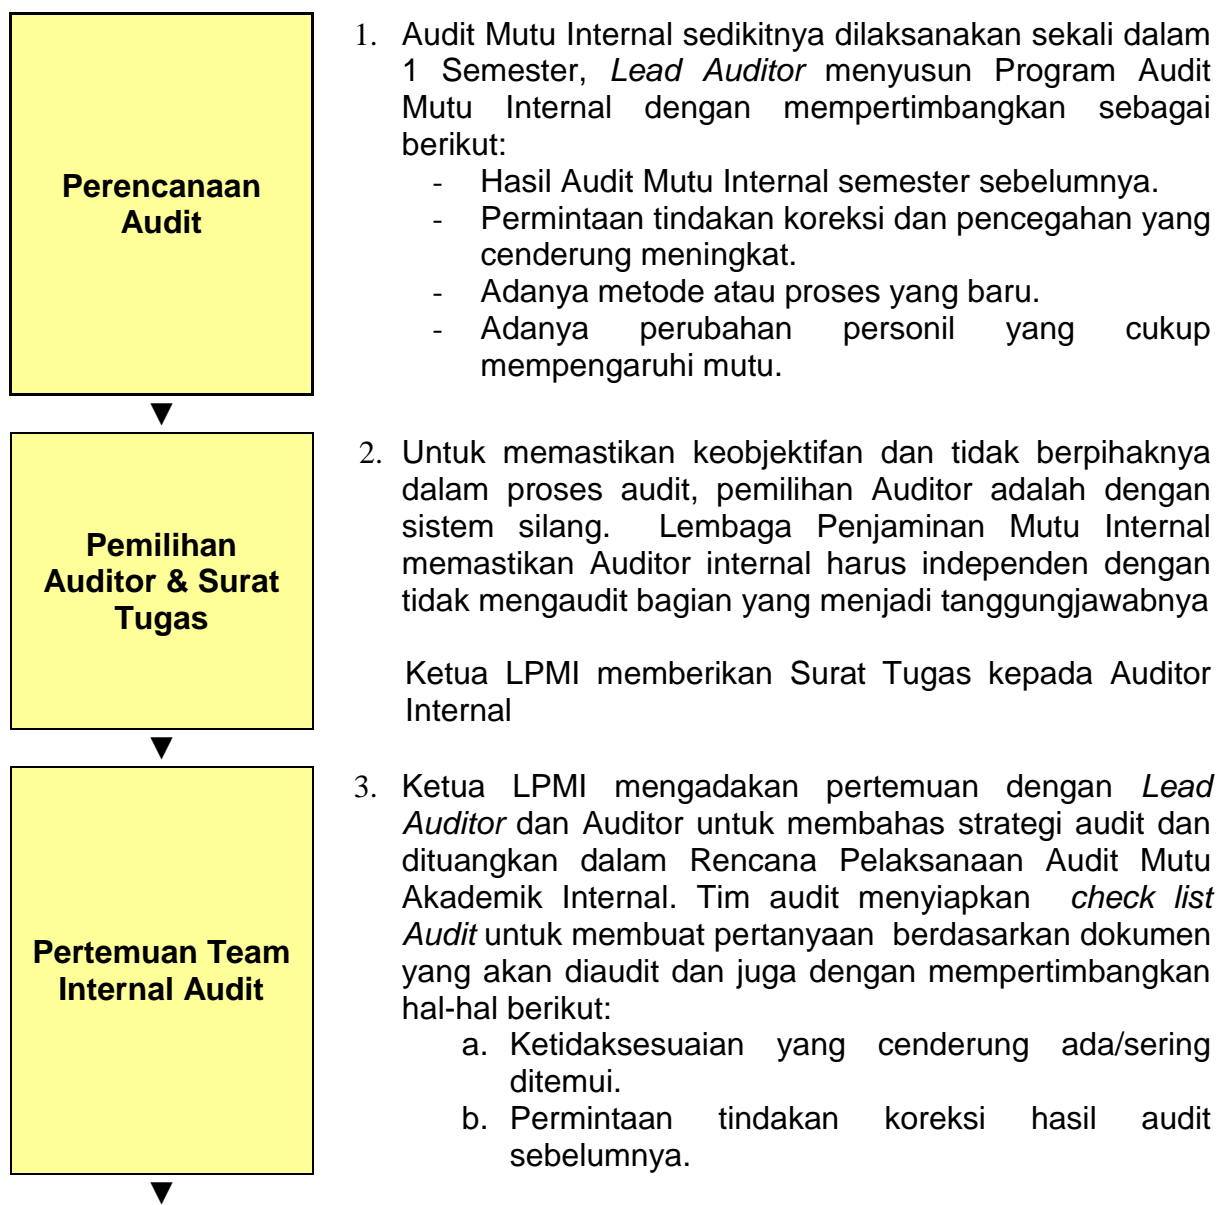 Perencanaan
Audit
1. Audit Mutu Internal sedikitnya dilaksanakan sekali dalam
1 Semester, Lead Auditor menyusun Program Audit
Mutu Internal dengan mempertimbangkan sebagai
berikut:
- Hasil Audit Mutu Internal semester sebelumnya.
- Permintaan tindakan koreksi dan pencegahan yang
cenderung meningkat.
- Adanya metode atau proses yang baru.
- Adanya perubahan personil yang cukup
mempengaruhi mutu.
▼
Pemilihan
Auditor & Surat
Tugas
2. Untuk memastikan keobjektifan dan tidak berpihaknya
dalam proses audit, pemilihan Auditor adalah dengan
sistem silang. Lembaga Penjaminan Mutu Internal
memastikan Auditor internal harus independen dengan
tidak mengaudit bagian yang menjadi tanggungjawabnya
Ketua LPMI memberikan Surat Tugas kepada Auditor
Internal
▼
Pertemuan Team
Internal Audit
3. Ketua LPMI mengadakan pertemuan dengan Lead
Auditor dan Auditor untuk membahas strategi audit dan
dituangkan dalam Rencana Pelaksanaan Audit Mutu
Akademik Internal. Tim audit menyiapkan check list
Audit untuk membuat pertanyaan berdasarkan dokumen
yang akan diaudit dan juga dengan mempertimbangkan
hal-hal berikut:
a. Ketidaksesuaian yang cenderung ada/sering
ditemui.
b. Permintaan tindakan koreksi hasil audit
sebelumnya.
▼